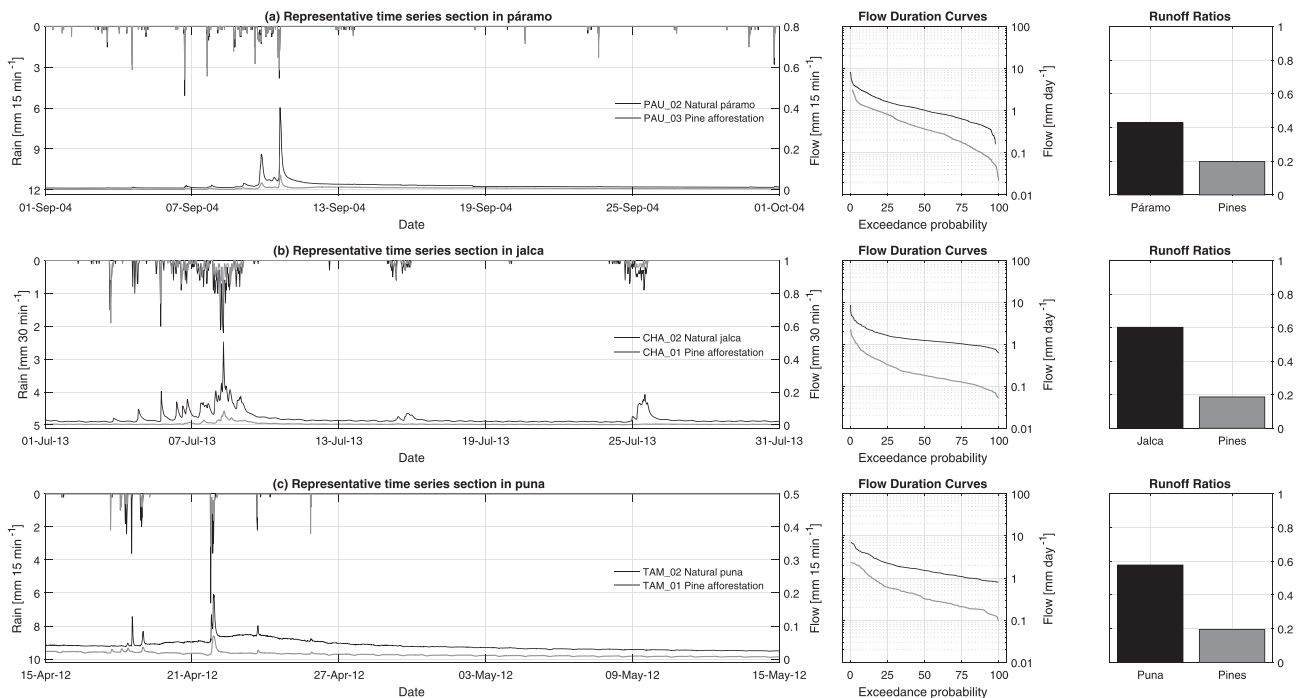 (a) Representative time series section in páramo
Flow Duration Curves
Runoff Ratios
0
3
6
9
12
Rain [mm 15 min -1]
0.8
0.6
0.4
0.2
0
Flow [mm 15 min -1]
PAU_02 Natural páramo
PAU_03 Pine afforestation
01-Sep-04
07-Sep-04
13-Sep-04
19-Sep-04
25-Sep-04
01-Oct-04
Date
100
10
1
0.1
0.01
Flow [mm day -1]
0
25
50
75
100
Exceedance probability
1
0.8
0.6
0.4
0.2
0
Páramo
Pines
(b) Representative time series section in jalca
Flow Duration Curves
Runoff Ratios
0
1
2
3
4
5
Rain [mm 30 min -1]
1
0.8
0.6
0.4
0.2
0
Flow [mm 30 min -1]
CHA_02 Natural jalca
CHA_01 Pine afforestation
01-Jul-13
07-Jul-13
13-Jul-13
19-Jul-13
25-Jul-13
31-Jul-13
Date
100
10
1
0.1
0.01
Flow [mm day -1]
0
25
50
75
100
Exceedance probability
1
0.8
0.6
0.4
0.2
0
Jalca
Pines
(c) Representative time series section in puna
Flow Duration Curves
Runoff Ratios
0
2
4
6
8
10
Rain [mm 15 min -1]
0.5
0.4
0.3
0.2
0.1
0
Flow [mm 15 min -1]
TAM_02 Natural puna
TAM_01 Pine afforestation
15-Apr-12
21-Apr-12
27-Apr-12
03-May-12
09-May-12
15-May-12
Date
100
10
1
0.1
0.01
Flow [mm day -1]
0
25
50
75
100
Exceedance probability
1
0.8
0.6
0.4
0.2
0
Puna
Pines